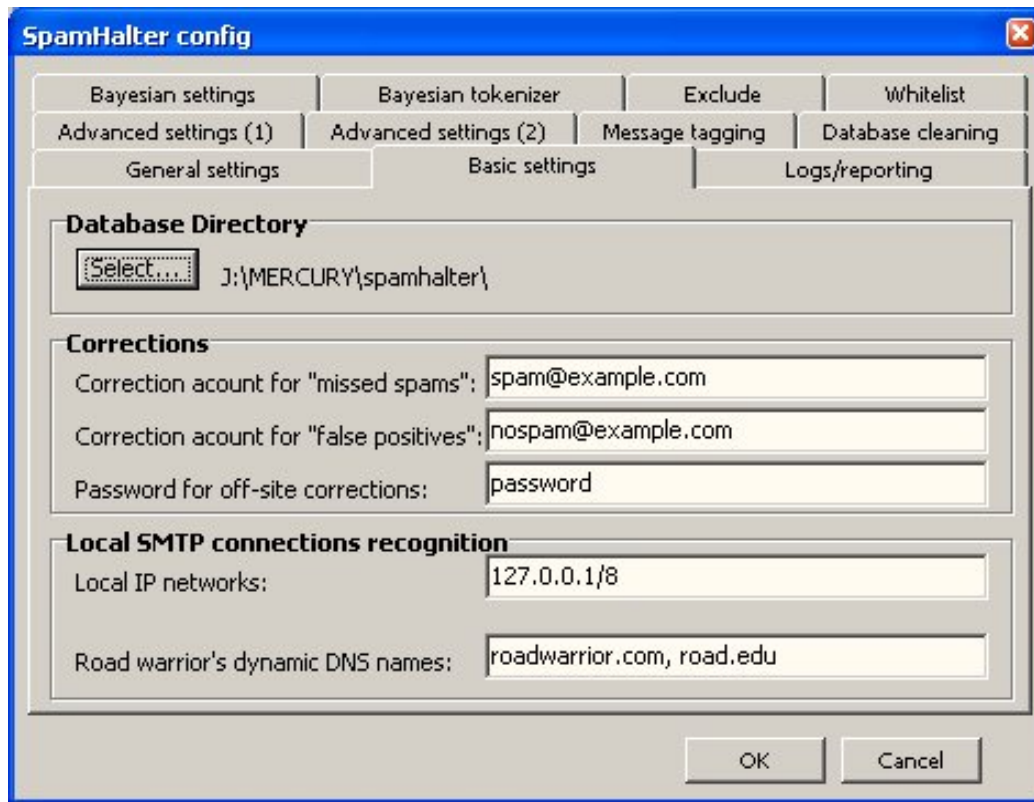 SpamHalter config
Bayesian settings Bayesian tokenizer Exclude Whitelist
Advanced settings (1) Advanced settings (2) Message tagging Database cleaning
General settings Basic settings Logs/reporting
Database Directory
Select... J:\MERCURY\spamhalter\
Corrections
Correction acount for "missed spams": spam@example.com
Correction acount for "false positives": nospam@example.com
Password for off-site corrections: password
Local SMTP connections recognition
Local IP networks: 127.0.0.1/8
Road warrior's dynamic DNS names: roadwarrior.com, road.edu
OK Cancel